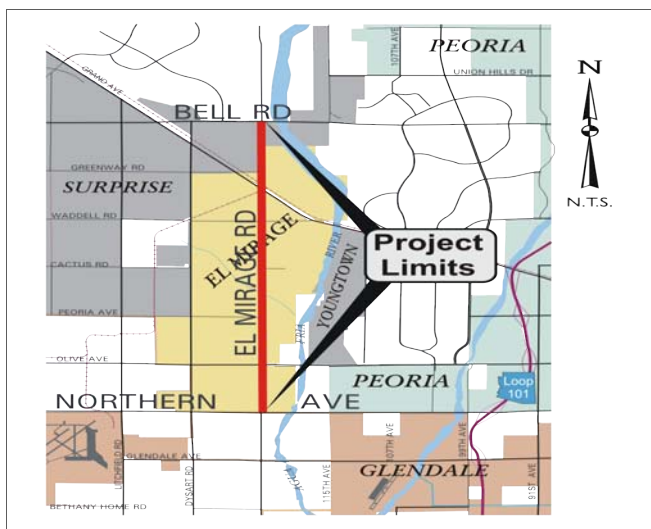 PEORIA
107TH AVE
UNION HILLS DR
GRAND AVE
BELL RD
N
N.T.S.
GREENWAY RD
SURPRISE
WADDELL RD
EL MIRAGE RD
EL MIRAGE
RIVER
Project
Limits
CACTUS RD
YOUNGTOWN
PEORIA AVE
FRIA
OLIVE AVE
PEORIA
Loop
101
NORTHERN AVE
LITCHFIELD RD
GLENDALE AVE
DYSART RD
AGUA
115TH AVE
107TH AVE
99TH AVE
91ST AVE
GLENDALE
BETHANY HOME RD